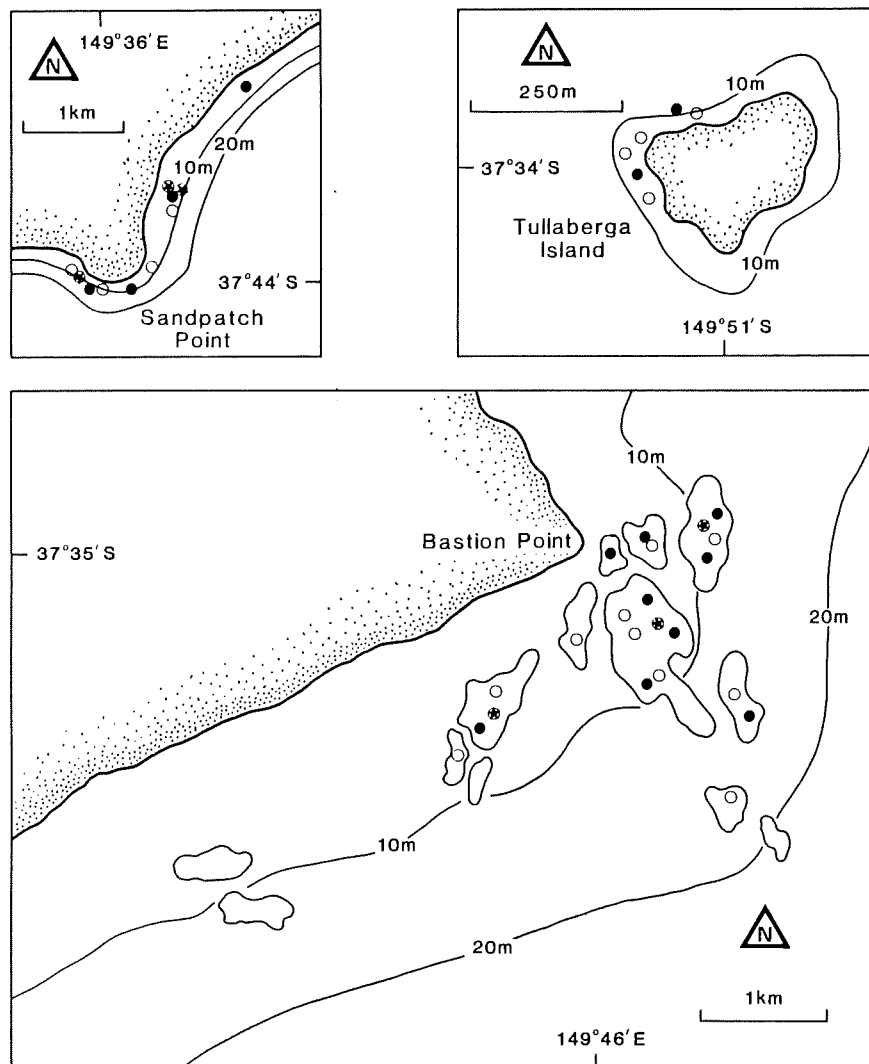 149°36'E
N
1km
20m
10m
37°44'S
Sandpatch
Point
N
250m
10m
37°34'S
Tullaberga
Island
10m
149°51'S
10m
Bastion Point
37°35'S
20m
10m
20m
N
1km
149°46'E